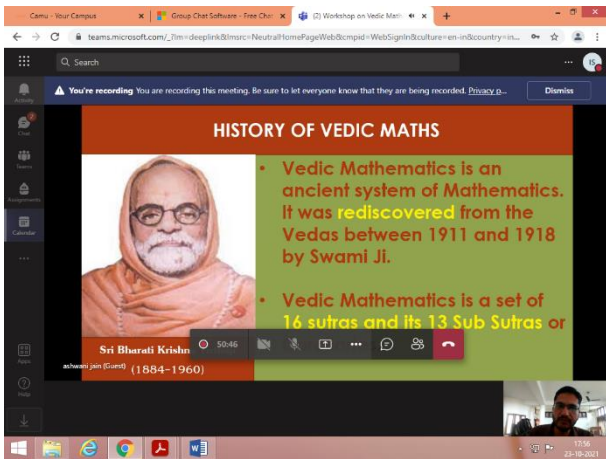 Camu - Your Campus
Group Chat Software - Free Cho
(2) Workshop on Vedic Math
teams.microsoft.com/_?lm=deeplink&lmsrc=NeutralHomePageWeb&cmpid=WebSignIn&culture=en-in&country=in...
Search
IS
You're recording You are recording this meeting. Be sure to let everyone know that they are being recorded. Privacy p...
Dismiss
Activity
2
Chat
Teams
Assignments
Calendar
HISTORY OF VEDIC MATHS
• Vedic Mathematics is an
ancient system of Mathematics.
It was rediscovered from the
Vedas between 1911 and 1918
by Swami Ji.
• Vedic Mathematics is a set of
16 sutras and its 13 Sub Sutras or
50:46
Sri Bharati Krishn
ashwani jain (Guest)
(1884-1960)
Apps
Help
17:56
23-10-2021